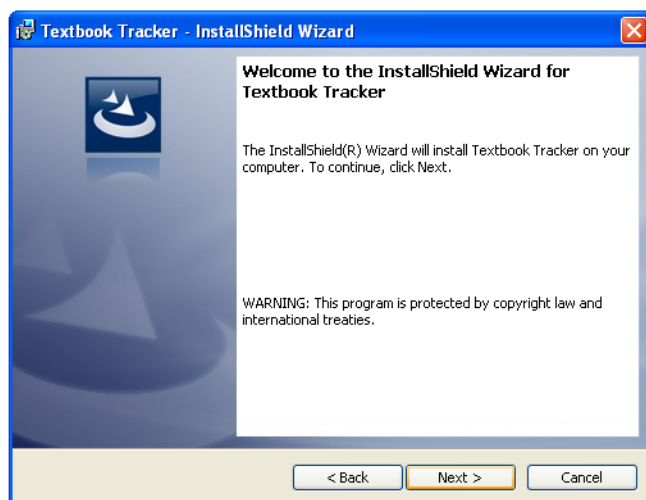 Textbook Tracker - InstallShield Wizard
Welcome to the InstallShield Wizard for
Textbook Tracker
The InstallShield(R) Wizard will install Textbook Tracker on your
computer. To continue, click Next.
WARNING: This program is protected by copyright law and
international treaties.
< Back
Next >
Cancel